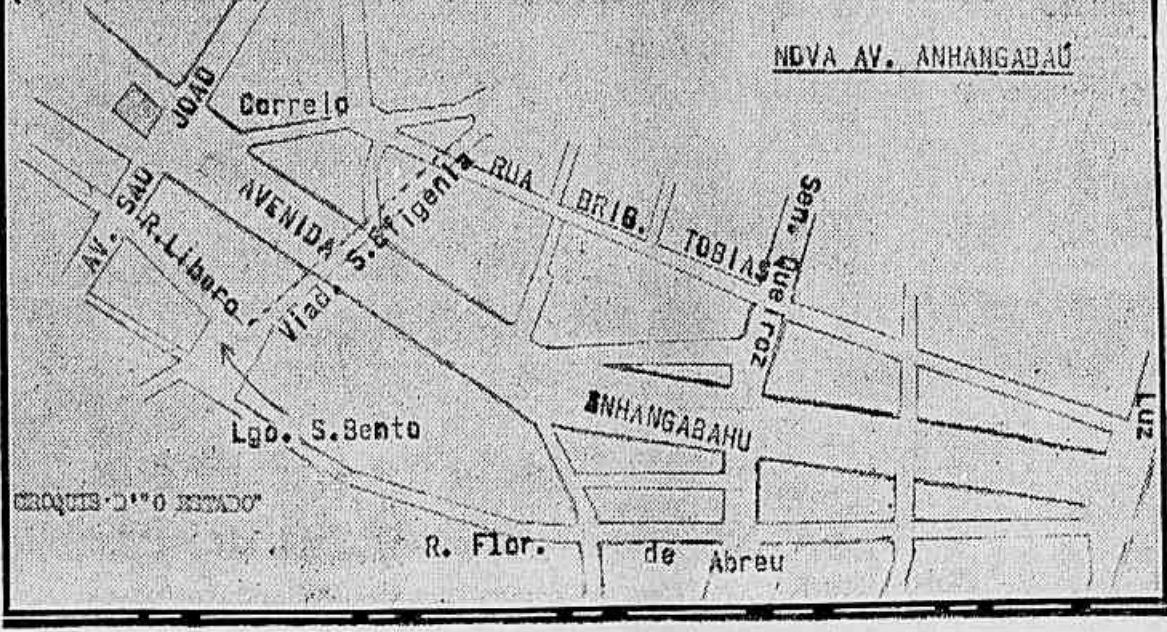 NOVA AV. ANHANGABAÚ
Correio
AV. SÃO JOÃO
RUA BRIG. TOBIAS
Sen. Queiroz
AVENIDA
R. Libero
Viad. S. Efigenia
ANHANGABAHU
Luz
Lgo. S. Bento
CROQUIS D'"O ESTADO"
R. Flor. de Abreu